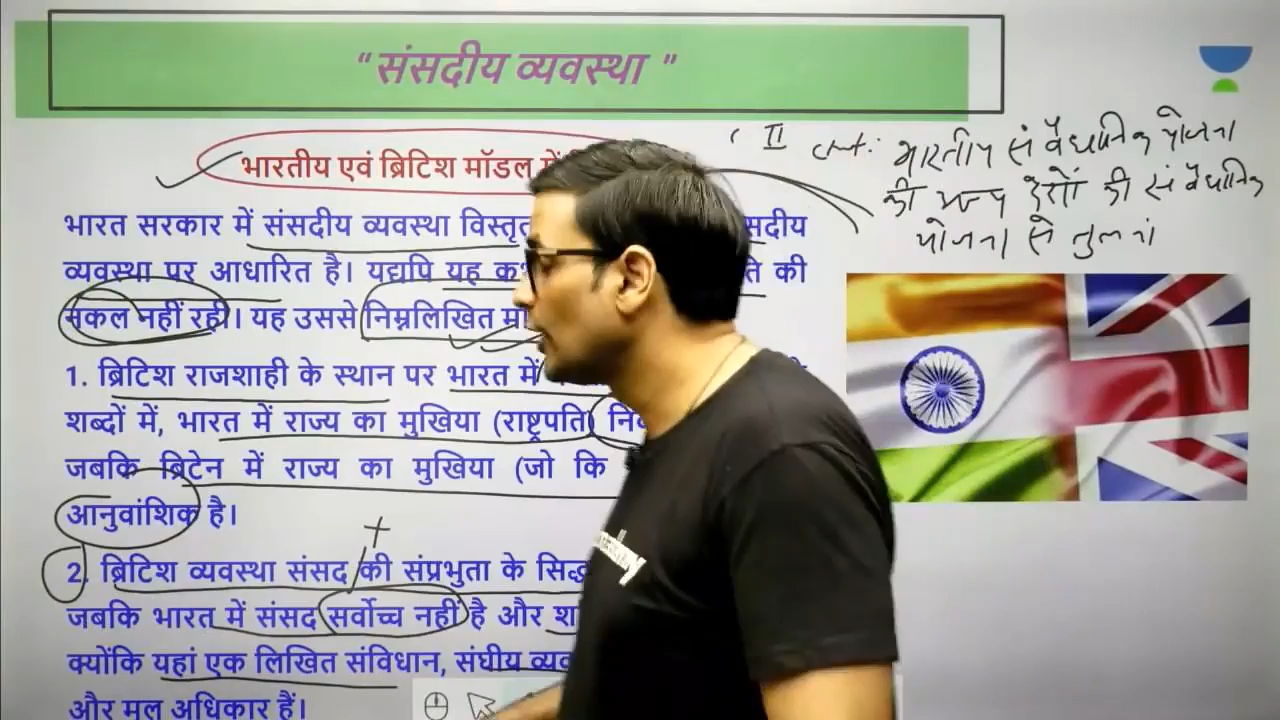 “संसदीय व्यवस्था”
भारतीय एवं ब्रिटिश मॉडल में
II
भारतीय संवैधानिक योजना
की अन्य देशों की संवैधानिक
योजना से तुलना
भारत सरकार में संसदीय व्यवस्था विस्तृत सदीय
व्यवस्था पर आधारित है। यद्यपि यह की
नकल नहीं रही। यह उससे निम्नलिखित
1. ब्रिटिश राजशाही के स्थान पर भारत में
शब्दों में, भारत में राज्य का मुखिया (राष्ट्रपति)
जबकि ब्रिटेन में राज्य का मुखिया (जो कि
आनुवांशिक है।
2. ब्रिटिश व्यवस्था संसद की संप्रभुता के
जबकि भारत में संसद सर्वोच्च नहीं है और
क्योंकि यहां एक लिखित संविधान, संघीय
और मूल अधिकार हैं।